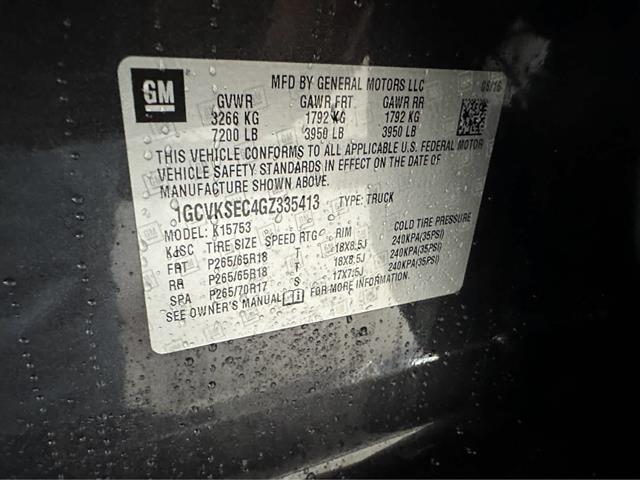 GM
MFD BY GENERAL MOTORS LLC 05/16
GVWR GAWR FRT GAWR RR
3266 KG 1792 KG 1792 KG
7200 LB 3950 LB 3950 LB
THIS VEHICLE CONFORMS TO ALL APPLICABLE U.S. FEDERAL MOTOR
VEHICLE SAFETY STANDARDS IN EFFECT ON THE DATE OF
MANUFACTURE SHOWN ABOVE.
1GCVKSEC4GZ335413 TYPE: TRUCK
MODEL: K15753
TIRE SIZE SPEED RTG RIM COLD TIRE PRESSURE
FRT P265/65R18 T 18X8.5J 240KPA(35PSI)
RR P265/65R18 T 18X8.5J 240KPA(35PSI)
SPA P265/70R17 S 17X7.5J 240KPA(35PSI)
SEE OWNER'S MANUAL FOR MORE INFORMATION.